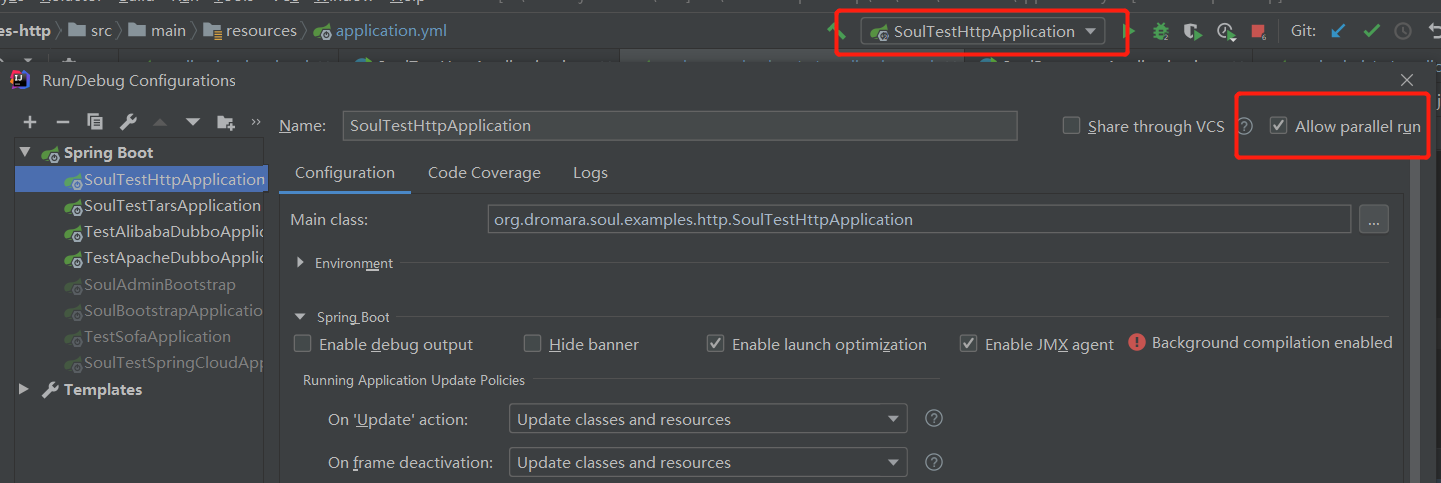 es-http src main resources application.yml SoulTestHttpApplication Git:
Run/Debug Configurations
Name: SoulTestHttpApplication Share through VCS ? Allow parallel run
Spring Boot
SoulTestHttpApplication
SoulTestTarsApplication
TestAlibabaDubboApplic
TestApacheDubboApplic
SoulAdminBootstrap
SoulBootstrapApplicatio
TestSofaApplication
SoulTestSpringCloudApp
Templates
Configuration Code Coverage Logs
Main class: org.dromara.soul.examples.http.SoulTestHttpApplication ...
Environment
Spring Boot
Enable debug output Hide banner Enable launch optimization Enable JMX agent Background compilation enabled
Running Application Update Policies
On 'Update' action: Update classes and resources ?
On frame deactivation: Update classes and resources ?